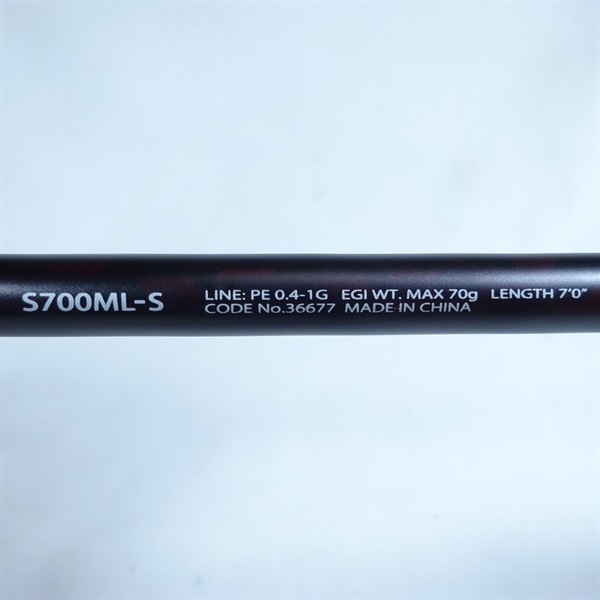 S700ML-S LINE: PE 0.4-1G EGI WT. MAX 70g LENGTH 7'0"
CODE No.36677 MADE IN CHINA